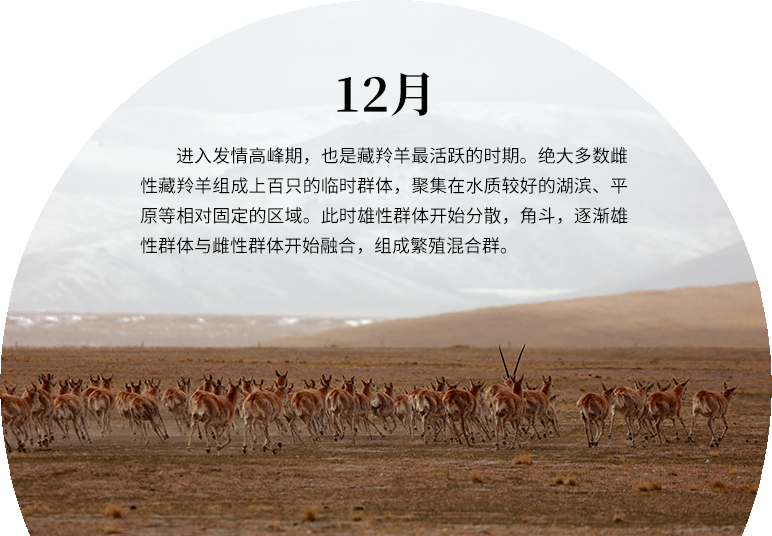 12月
进入发情高峰期，也是藏羚羊最活跃的时期。绝大多数雌
性藏羚羊组成上百只的临时群体，聚集在水质较好的湖滨、平
原等相对固定的区域。此时雄性群体开始分散，角斗，逐渐雄
性群体与雌性群体开始融合，组成繁殖混合群。